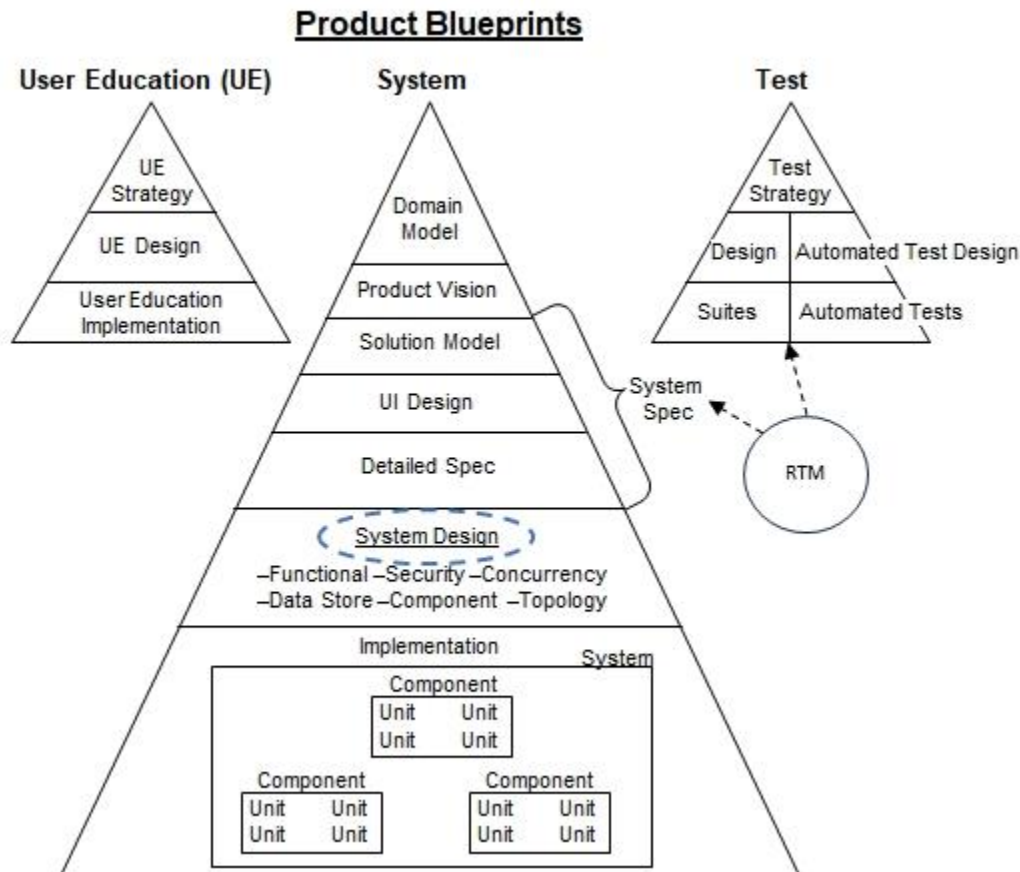 Product Blueprints
User Education (UE)
System
Test
UE
Strategy
UE Design
User Education
Implementation
Domain
Model
Product Vision
Solution Model
UI Design
Detailed Spec
System
Spec
System Design
–Functional –Security –Concurrency
–Data Store –Component –Topology
Implementation
System
Component
Unit Unit
Unit Unit
Component
Unit Unit
Unit Unit
Component
Unit Unit
Unit Unit
Test
Strategy
Design
Automated Test Design
Suites
Automated Tests
RTM